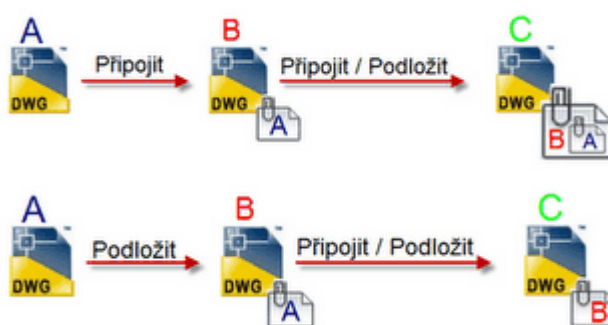 A B C
Připojit Připojit / Podložit
DWG DWG DWG
A B A
A B C
Podložit Připojit / Podložit
DWG DWG DWG
A B